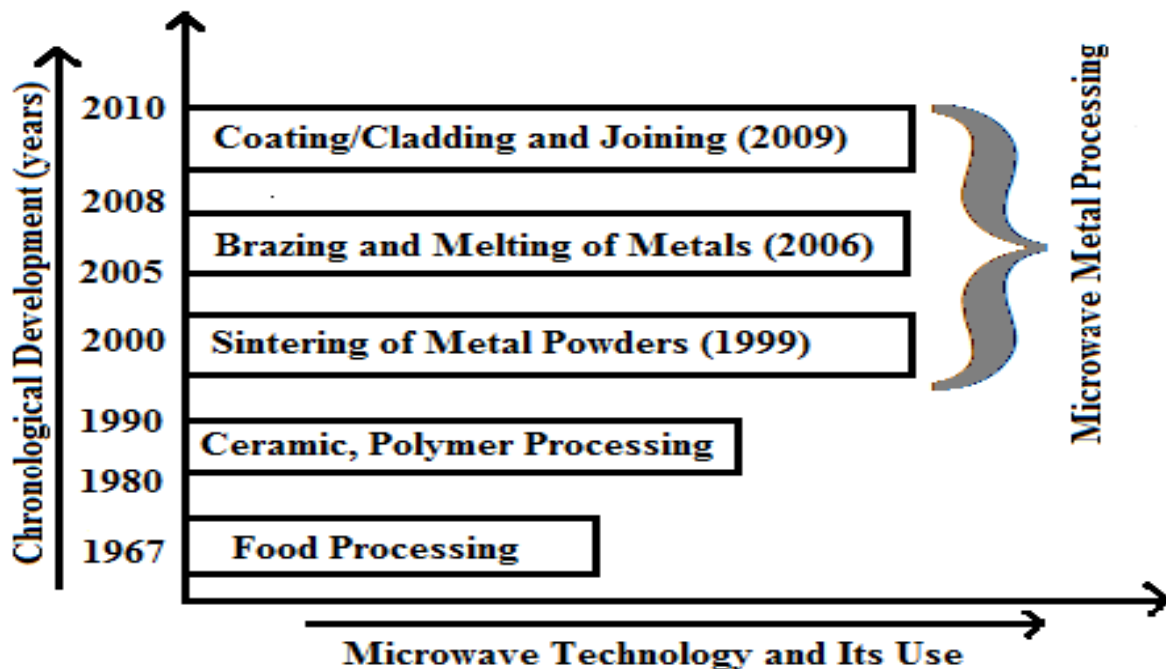 Chronological Development (years)
2010
Coating/Cladding and Joining (2009)
2008
Brazing and Melting of Metals (2006)
2005
2000
Sintering of Metal Powders (1999)
1990
Ceramic, Polymer Processing
1980
1967
Food Processing
Microwave Metal Processing
Microwave Technology and Its Use